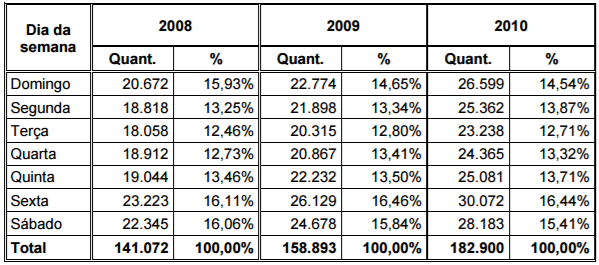 Dia da semana 2008 2009 2010
Quant. % Quant. % Quant. %
Domingo 20.672 15,93% 22.774 14,65% 26.599 14,54%
Segunda 18.818 13,25% 21.898 13,34% 25.362 13,87%
Terça 18.058 12,46% 20.315 12,80% 23.238 12,71%
Quarta 18.912 12,73% 20.867 13,41% 24.365 13,32%
Quinta 19.044 13,46% 22.232 13,50% 25.081 13,71%
Sexta 23.223 16,11% 26.129 16,46% 30.072 16,44%
Sábado 22.345 16,06% 24.678 15,84% 28.183 15,41%
Total 141.072 100,00% 158.893 100,00% 182.900 100,00%